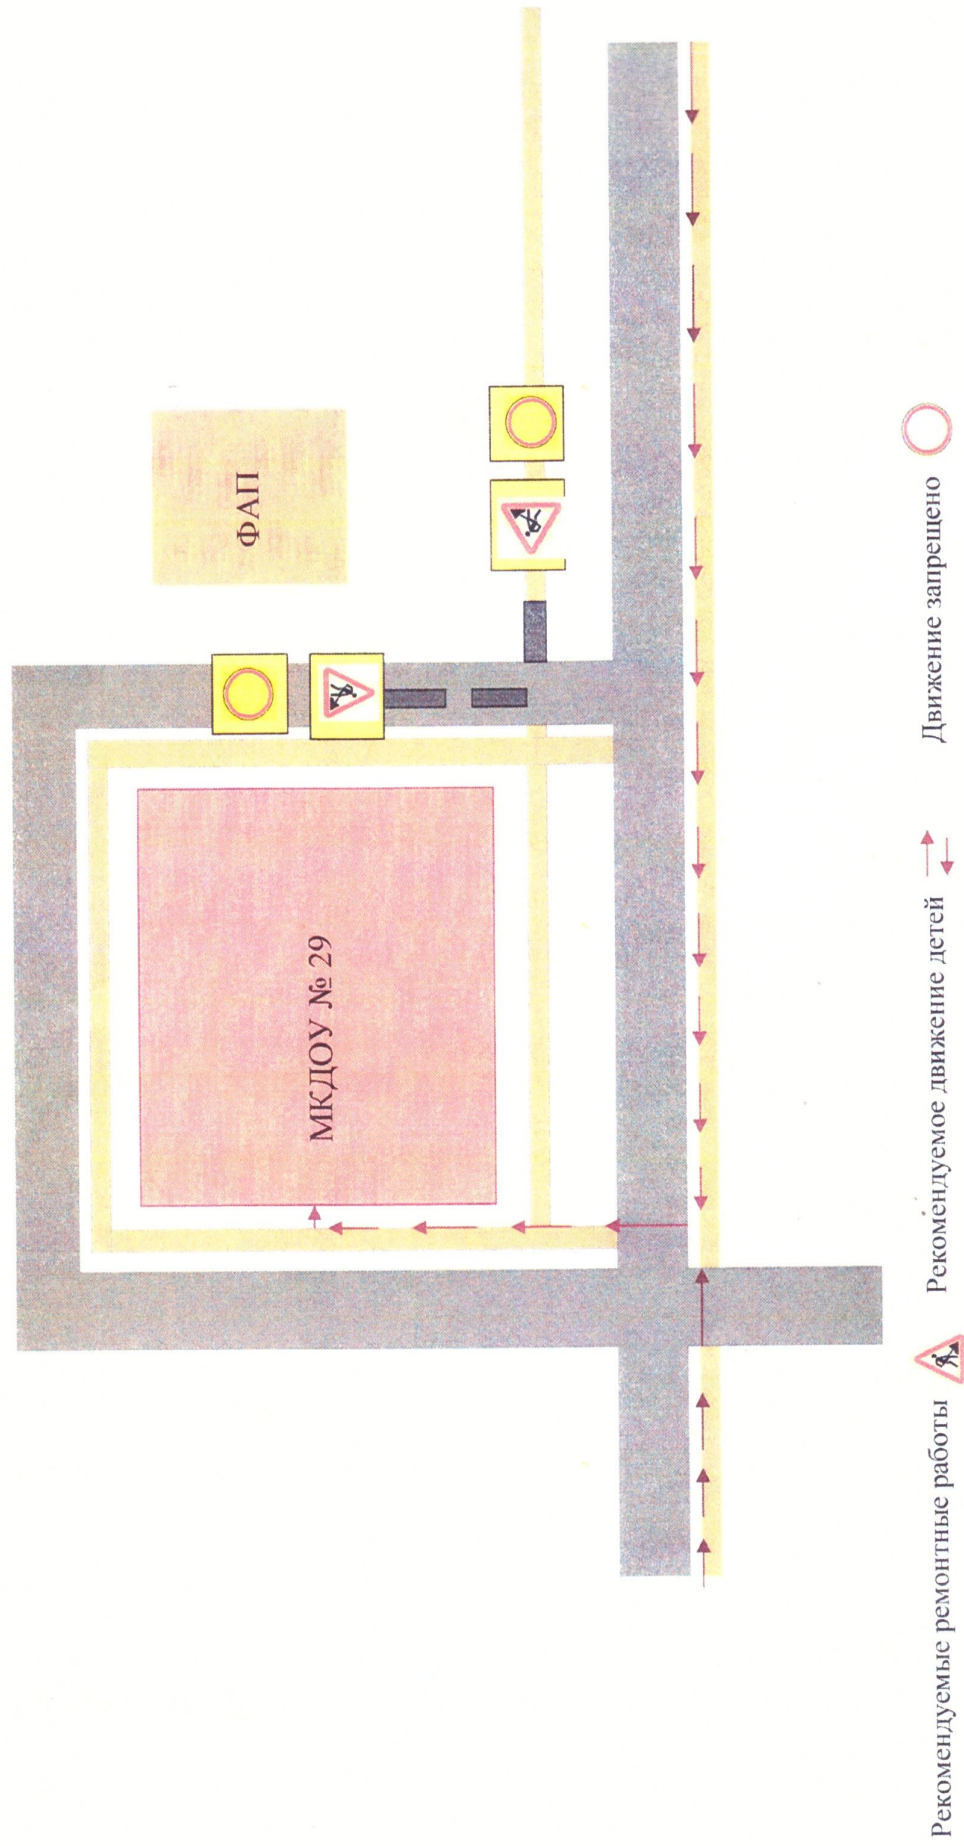 ФАП
МКДОУ № 29
Рекомендуемые ремонтные работы
Рекомендуемое движение детей
Движение запрещено